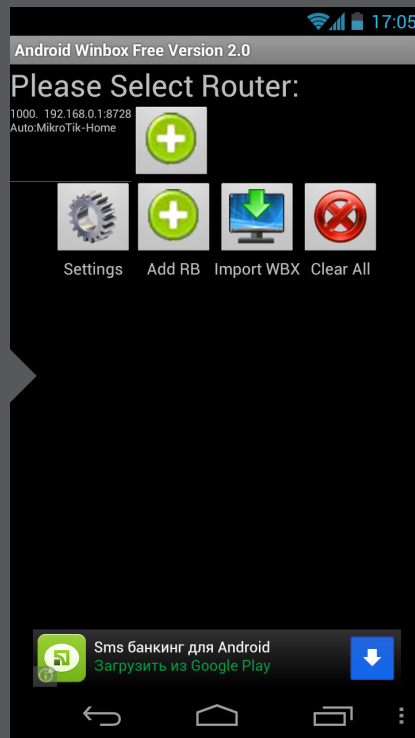 17:05
Android Winbox Free Version 2.0
Please Select Router:
1000. 192.168.0.1:8728
Auto:MikroTik-Home
Settings Add RB Import WBX Clear All
Sms банкинг для Android
Загрузить из Google Play